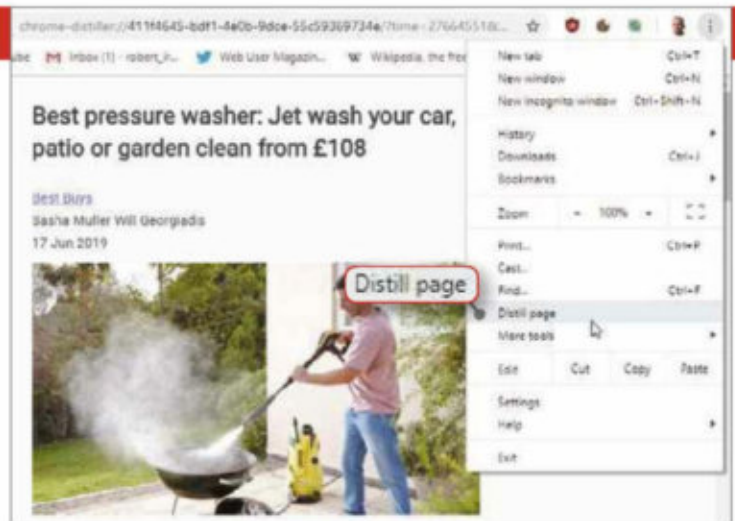 chrome-distiller://411f4645-bdf1-4e0b-9dce-55c59369734e/?time=27664551&...
Inbox (1) - robert_ir...
Web User Magazin...
W Wikipedia, the free
Best pressure washer: Jet wash your car,
patio or garden clean from £108
Best Buys
Sasha Muller Will Georgiadis
17 Jun 2019
Distill page
New tab Ctrl+T
New window Ctrl+N
New incognito window Ctrl+Shift+N
History
Downloads Ctrl+J
Bookmarks
Zoom - 100% +
Print... Ctrl+P
Cast...
Find... Ctrl+F
Distill page
More tools
Edit Cut Copy Paste
Settings
Help
Exit